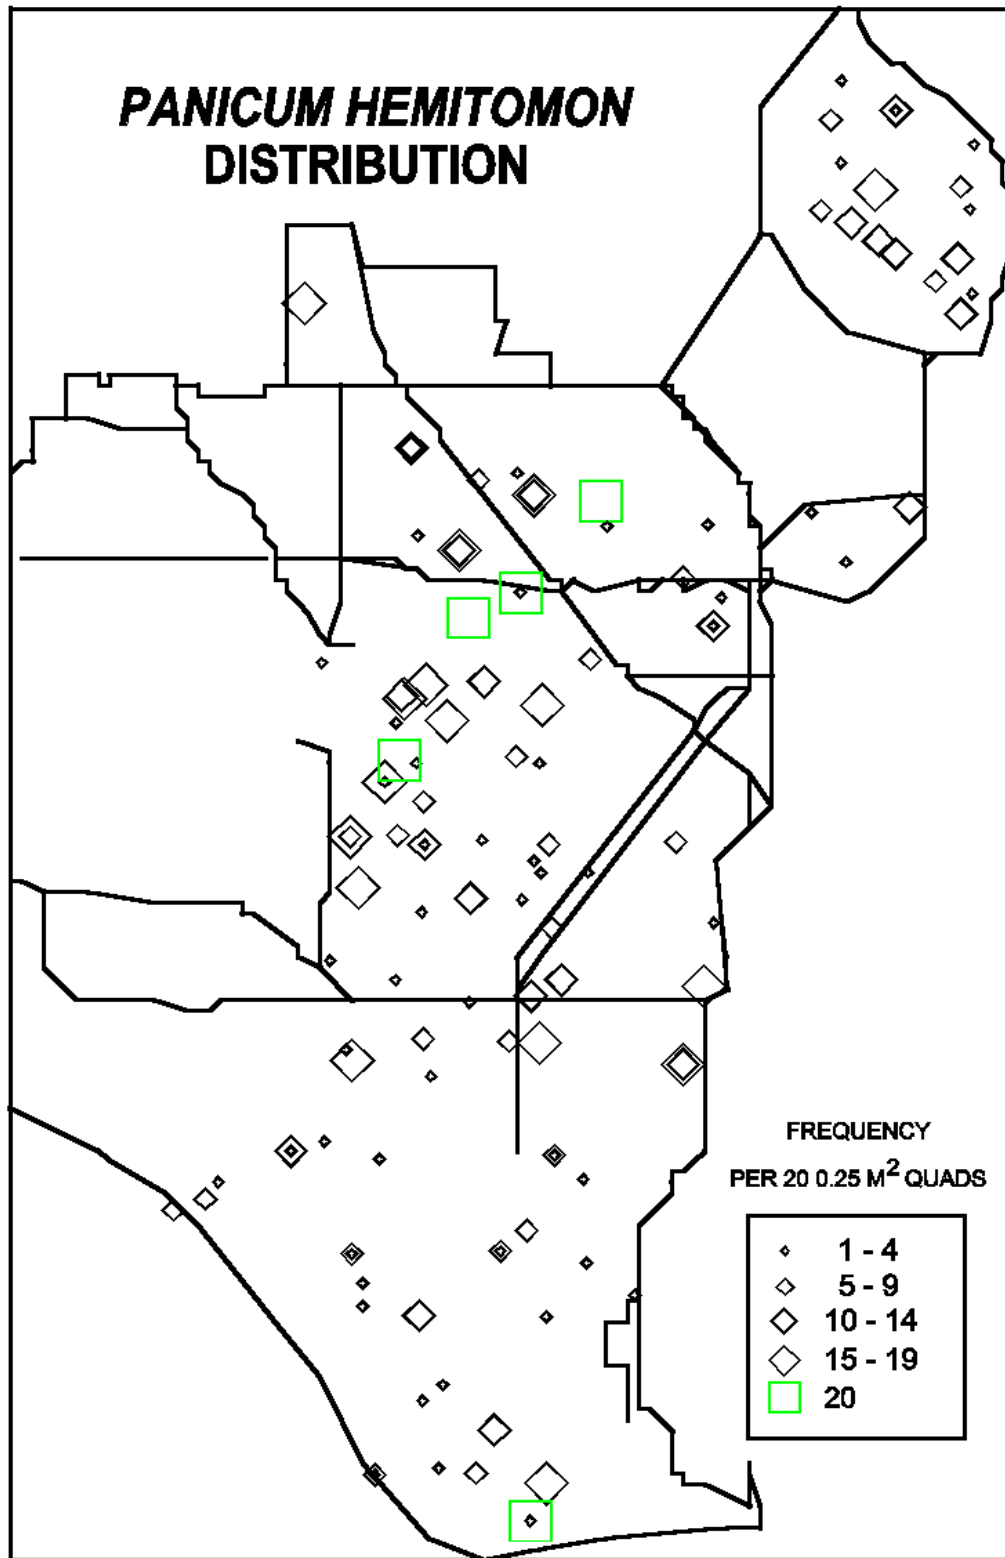 PANICUM HEMITOMON
DISTRIBUTION
FREQUENCY
PER 20 0.25 M² QUADS
1 - 4
5 - 9
10 - 14
15 - 19
20